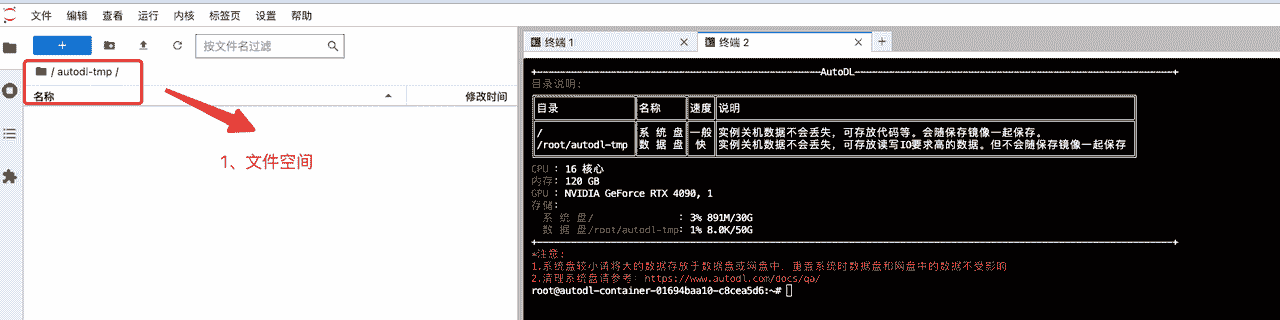 文件 编辑 查看 运行 内核 标签页 设置 帮助
+
按文件名过滤
/ autodl-tmp /
名称 修改时间
1、文件空间
终端 1 终端 2 +
AutoDL
目录说明:
目录 名称 速度 说明
/ 系 统 盘 一般 实例关机数据不会丢失，可存放代码等。会随保存镜像一起保存。
/root/autodl-tmp 数 据 盘 快 实例关机数据不会丢失，可存放读写IO要求高的数据。但不会随保存镜像一起保存
CPU : 16 核心
内存: 120 GB
GPU : NVIDIA GeForce RTX 4090, 1
存储:
系 统 盘/ : 3% 891M/30G
数 据 盘/root/autodl-tmp: 1% 8.0K/50G
*注意:
1.系统盘较小请将大的数据存放于数据盘或网盘中，重置系统时数据盘和网盘中的数据不受影响
2.清理系统盘请参考: https://www.autodl.com/docs/qa/
root@autodl-container-01694baa10-c8cea5d6:~#